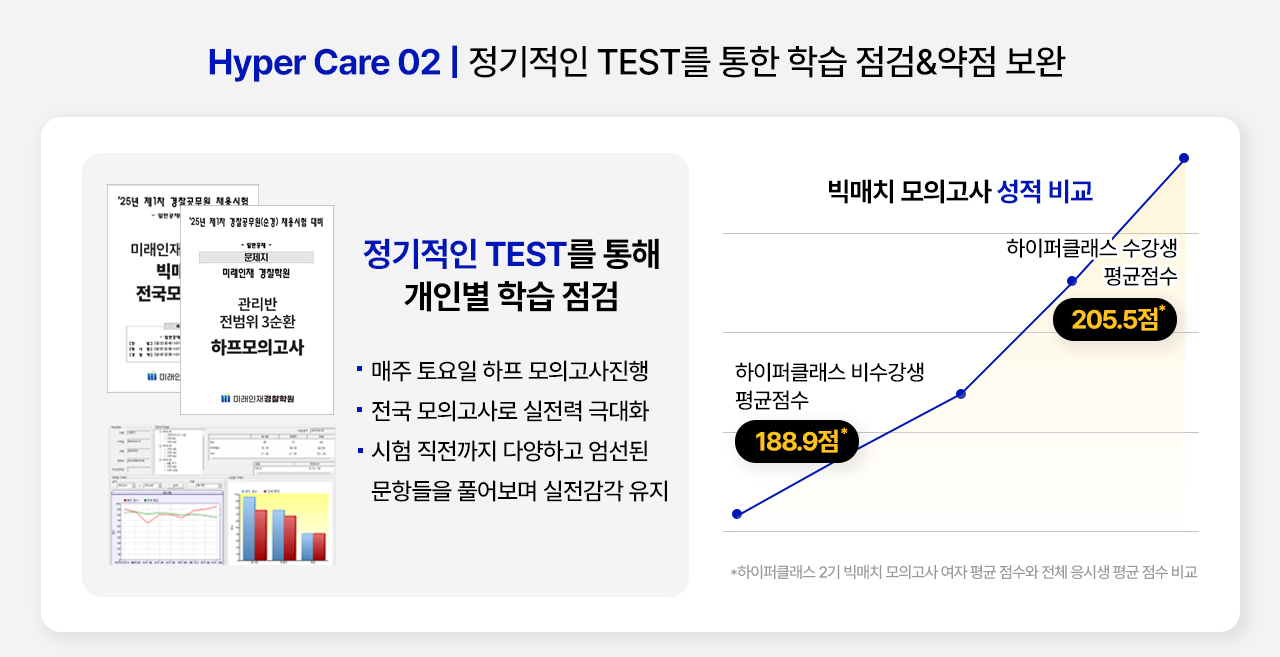 Hyper Care 02 | 정기적인 TEST를 통한 학습 점검&약점 보완
'25년 제1차 경찰공무원 채용시험
- 일반공채
미래인재
빅매
전국모
미래인
'25년 제1차 경찰공무원(순경) 채용시험 대비
- 일반공채 -
문제지
미래인재 경찰학원
관리반
전범위 3순환
하프모의고사
미래인재경찰학원
정기적인 TEST를 통해
개인별 학습 점검
매주 토요일 하프 모의고사진행
전국 모의고사로 실전력 극대화
시험 직전까지 다양하고 엄선된
문항들을 풀어보며 실전감각 유지
빅매치 모의고사 성적 비교
하이퍼클래스 수강생
평균점수
205.5점*
하이퍼클래스 비수강생
평균점수
188.9점*
*하이퍼클래스 2기 빅매치 모의고사 여자 평균 점수와 전체 응시생 평균 점수 비교